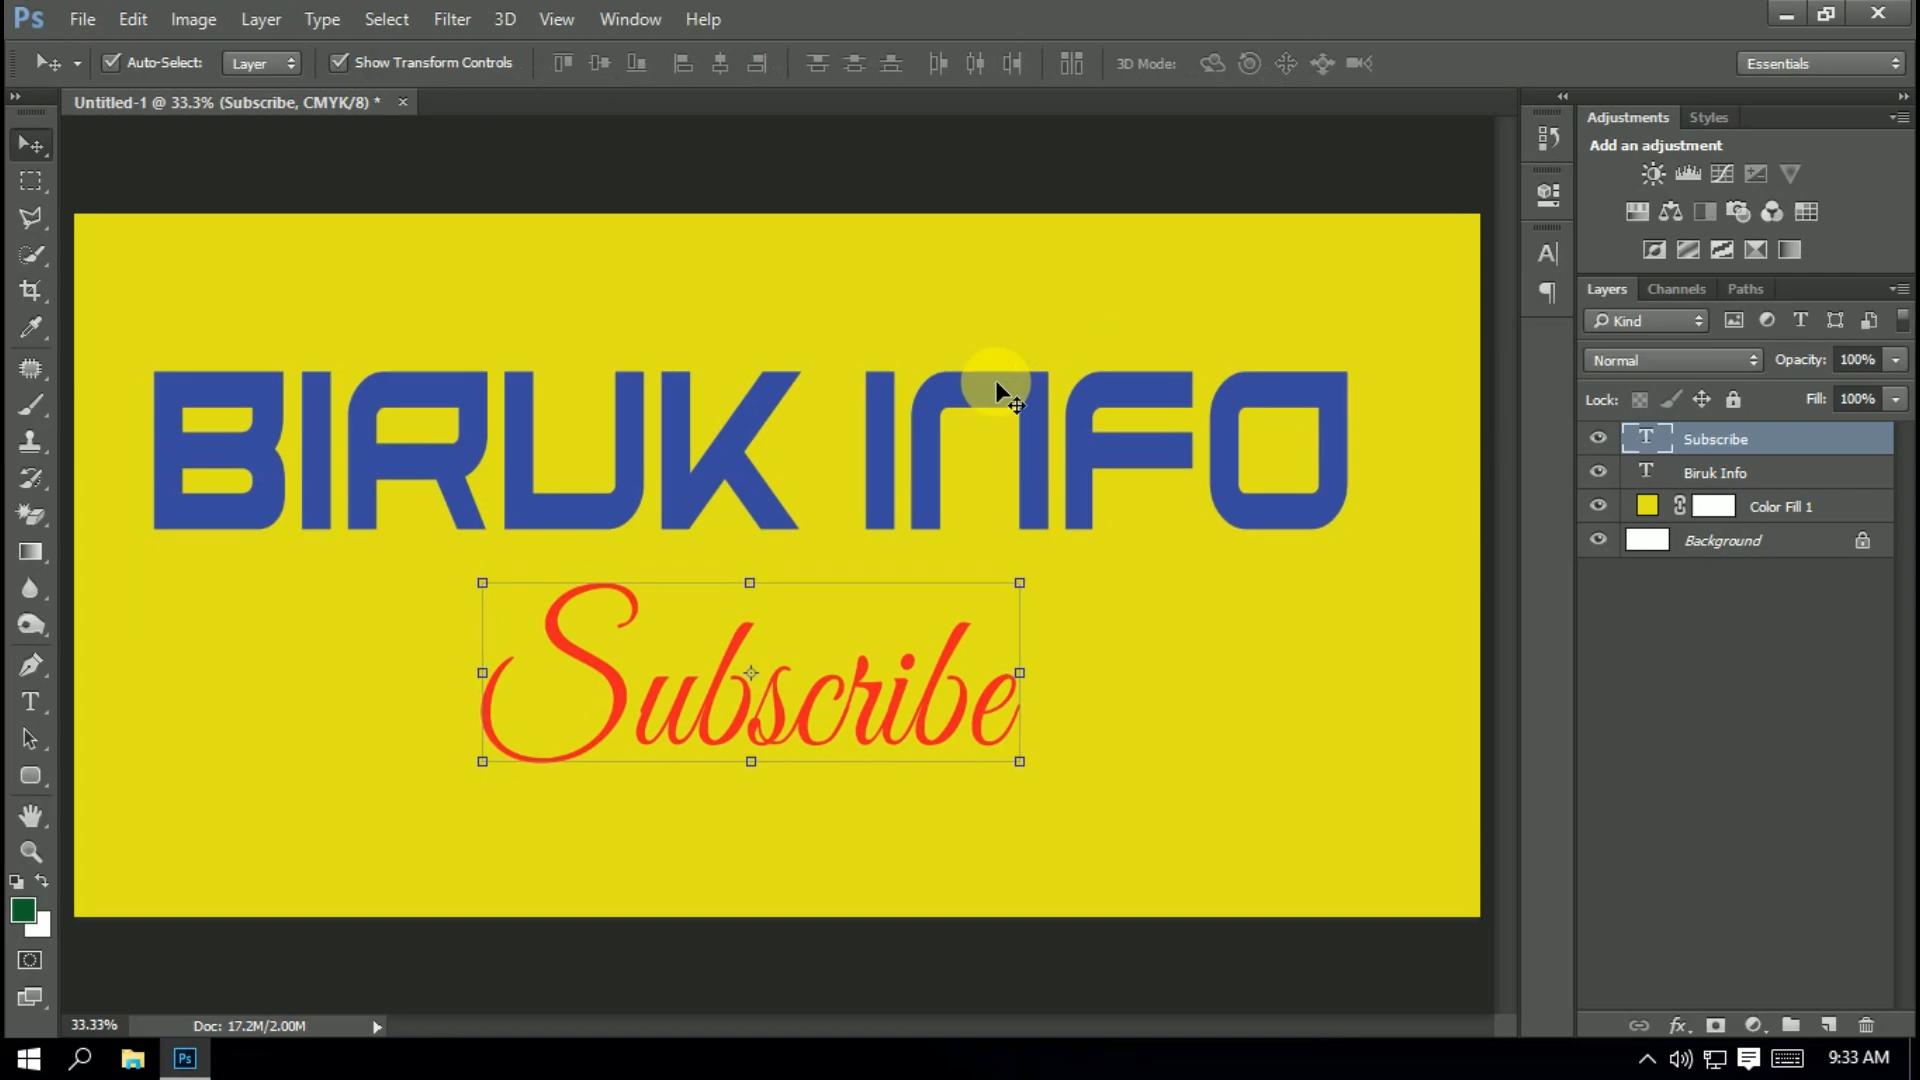 Ps File Edit Image Layer Type Select Filter 3D View Window Help
Auto-Select: Layer Show Transform Controls 3D Mode: Essentials
Untitled-1 @ 33.3% (Subscribe, CMYK/8) * ×
Adjustments Styles
Add an adjustment
Layers Channels Paths
Kind
Normal Opacity: 100%
Lock: Fill: 100%
Subscribe
Biruk Info
Color Fill 1
Background
BIRUK INFO
Subscribe
33.33% Doc: 17.2M/2.00M
Ps 9:33 AM